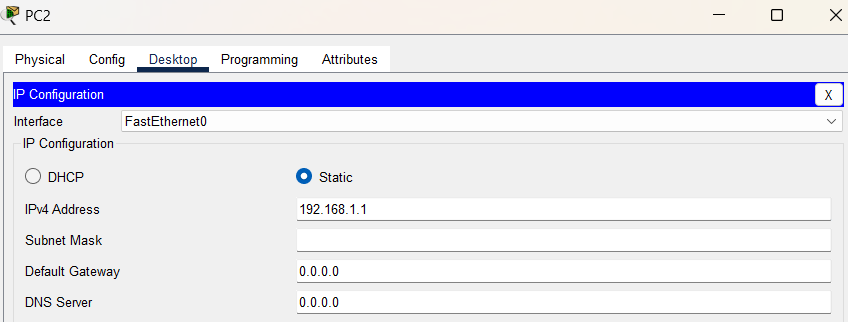 PC2
Physical Config Desktop Programming Attributes
IP Configuration X
Interface FastEthernet0
IP Configuration
DHCP Static
IPv4 Address 192.168.1.1
Subnet Mask
Default Gateway 0.0.0.0
DNS Server 0.0.0.0